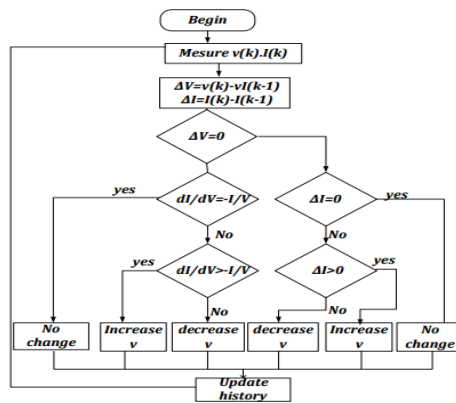 Begin
Mesure v(k).I(k)
ΔV=v(k)-vI(k-1)
ΔI=I(k)-I(k-1)
ΔV=0
yes
dI/dV=-I/V
ΔI=0
yes
No
No
yes
dI/dV>-I/V
ΔI>0
yes
No
No
No
change
Increase
v
decrease
v
decrease
v
Increase
v
No
change
Update
history